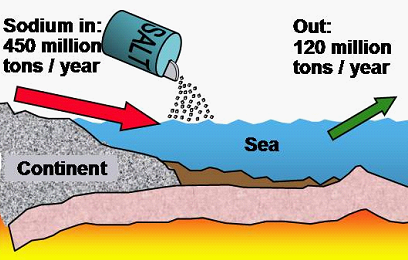 Sodium in:
450 million
tons / year
SALT
Out:
120 million
tons / year
Sea
Continent